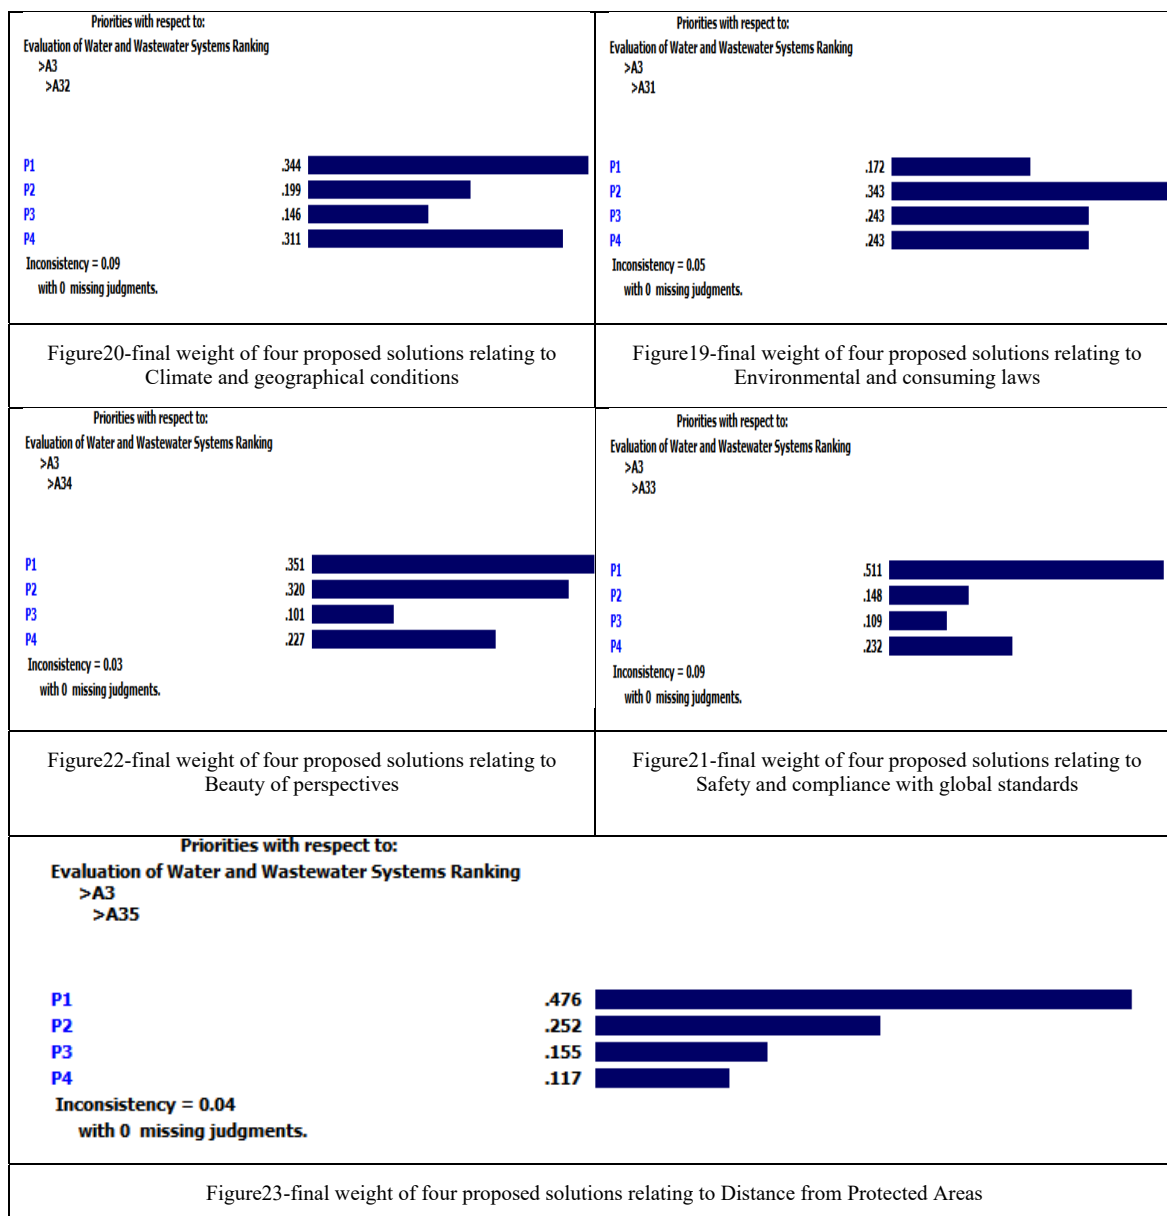 Priorities with respect to:
Evaluation of Water and Wastewater Systems Ranking
>A3
>A32
P1 .344
P2 .199
P3 .146
P4 .311
Inconsistency = 0.09
with 0 missing judgments.
Figure20-final weight of four proposed solutions relating to
Climate and geographical conditions
Priorities with respect to:
Evaluation of Water and Wastewater Systems Ranking
>A3
>A31
P1 .172
P2 .343
P3 .243
P4 .243
Inconsistency = 0.05
with 0 missing judgments.
Figure19-final weight of four proposed solutions relating to
Environmental and consuming laws
Priorities with respect to:
Evaluation of Water and Wastewater Systems Ranking
>A3
>A34
P1 .351
P2 .320
P3 .101
P4 .227
Inconsistency = 0.03
with 0 missing judgments.
Figure22-final weight of four proposed solutions relating to
Beauty of perspectives
Priorities with respect to:
Evaluation of Water and Wastewater Systems Ranking
>A3
>A33
P1 .511
P2 .148
P3 .109
P4 .232
Inconsistency = 0.09
with 0 missing judgments.
Figure21-final weight of four proposed solutions relating to
Safety and compliance with global standards
Priorities with respect to:
Evaluation of Water and Wastewater Systems Ranking
>A3
>A35
P1 .476
P2 .252
P3 .155
P4 .117
Inconsistency = 0.04
with 0 missing judgments.
Figure23-final weight of four proposed solutions relating to Distance from Protected Areas